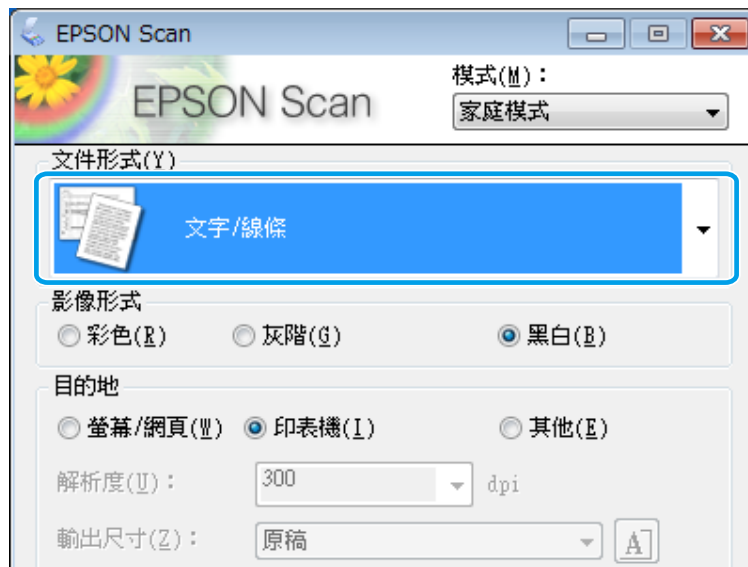 EPSON Scan
EPSON Scan
模式(M)：
家庭模式
文件形式(Y)
文字/線條
影像形式
彩色(R) 灰階(G) 黑白(B)
目的地
螢幕/網頁(W) 印表機(I) 其他(E)
解析度(U)： 300 dpi
輸出尺寸(Z)： 原稿 A